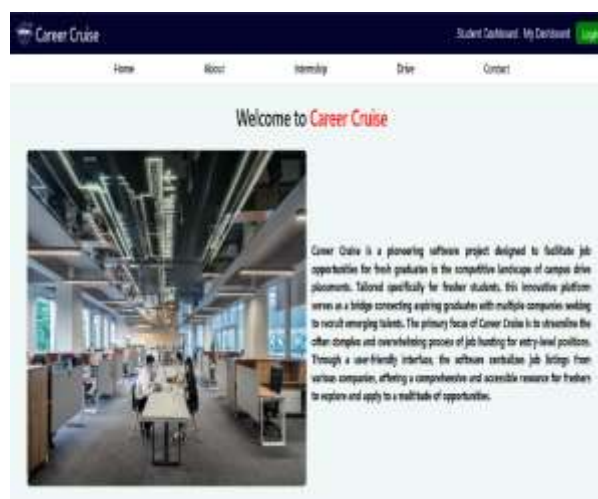 Career Cruise
Student Dashboard My Dashboard Login
Home About Internship Drive Contact
Welcome to Career Cruise
Career Cruise is a pioneering software project designed to facilitate job
opportunities for fresh graduates in the competitive landscape of campus drive
placements. Tailored specifically for fresher students, this innovative platform
serves as a bridge connecting aspiring graduates with multiple companies seeking
to recruit emerging talents. The primary focus of Career Cruise is to streamline the
often complex and overwhelming process of job hunting for entry-level positions.
Through a user-friendly interface, the software centralizes job listings from
various companies, offering a comprehensive and accessible resource for freshers
to explore and apply to a multitude of opportunities.